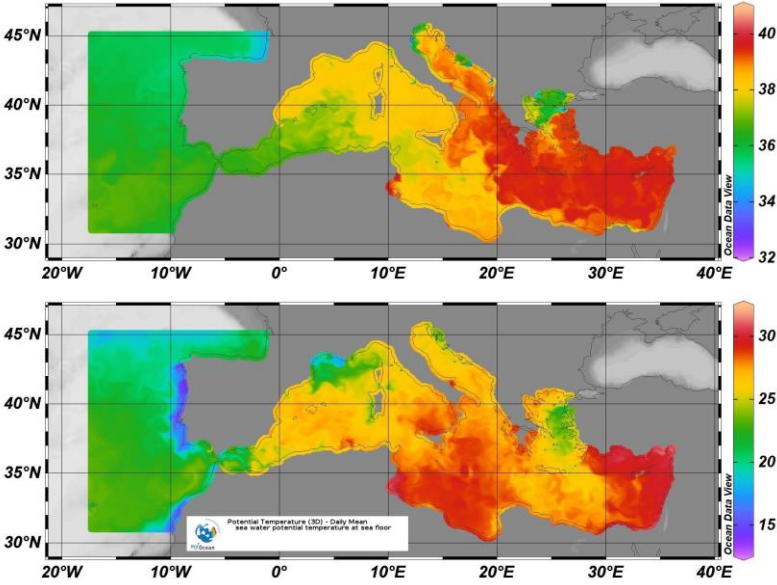 45°N
40°N
35°N
30°N
20°W
10°W
0°
10°E
20°E
30°E
40°E
40
38
36
34
32
Ocean Data View
45°N
40°N
35°N
30°N
20°W
10°W
0°
10°E
20°E
30°E
40°E
30
25
20
15
Ocean Data View
Potential Temperature (3D) - Daily Mean
sea water potential temperature at sea floor
MyOcean